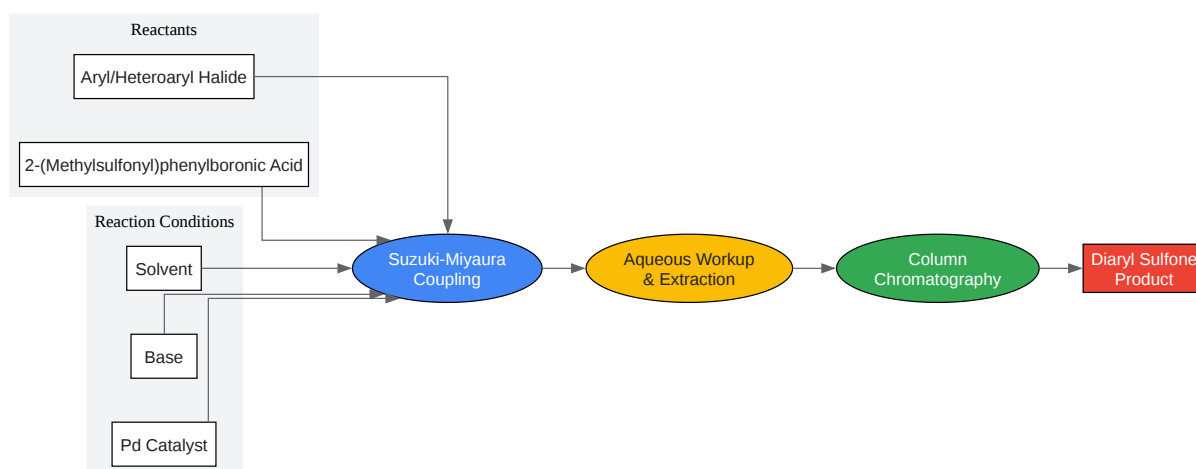 Reactants
Aryl/Heteroaryl Halide
2-(Methylsulfonyl)phenylboronic Acid
Reaction Conditions
Solvent
Base
Pd Catalyst
Suzuki-Miyaura
Coupling
Aqueous Workup
& Extraction
Column
Chromatography
Diaryl Sulfone
Product